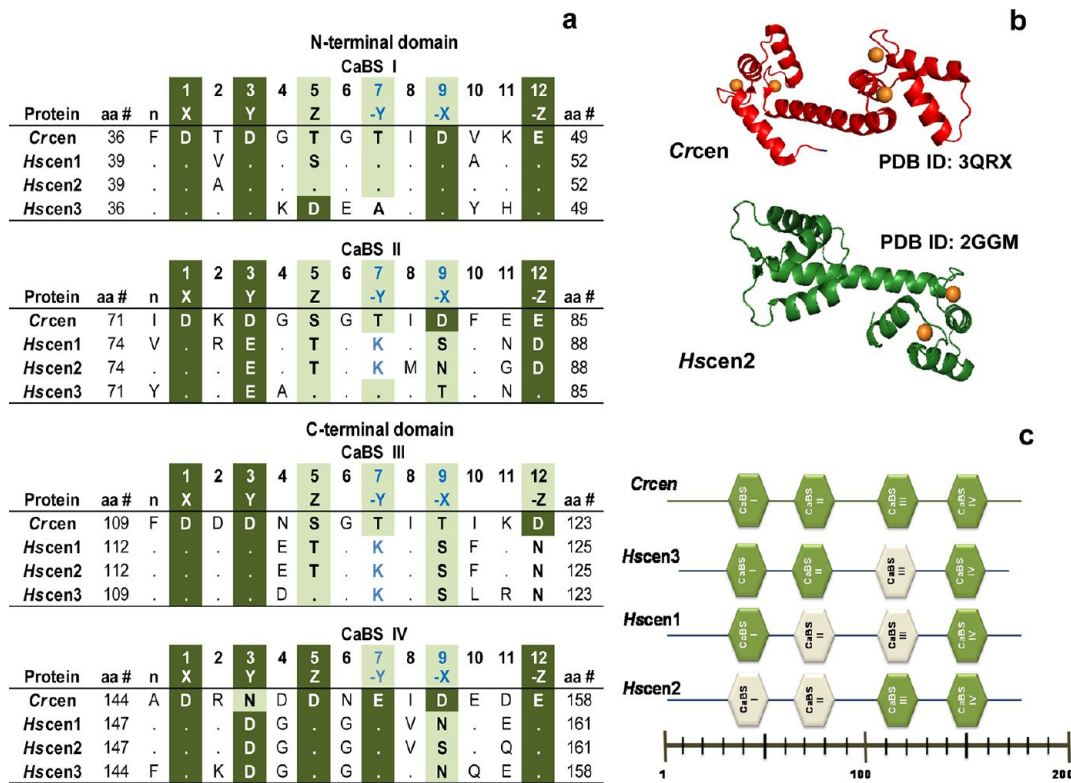 a
N-terminal domain
CaBS I
1 2 3 4 5 6 7 8 9 10 11 12
Protein aa # n X Y Z -Y -X -Z aa #
Crcen 36 F D T D G T G T I D V K E 49
Hscen1 39 . . V . . S . . . . A . . 52
Hscen2 39 . . A . . . . . . . . . . 52
Hscen3 36 . . . . K D E A . . Y H . 49
CaBS II
1 2 3 4 5 6 7 8 9 10 11 12
Protein aa # n X Y Z -Y -X -Z aa #
Crcen 71 I D K D G S G T I D F E E 85
Hscen1 74 V . R E . T . K . S . N D 88
Hscen2 74 . . . E . T . K M N . G D 88
Hscen3 71 Y . . E A . . . . T . N . 85
C-terminal domain
CaBS III
1 2 3 4 5 6 7 8 9 10 11 12
Protein aa # n X Y Z -Y -X -Z aa #
Crcen 109 F D D D N S G T I T I K D 123
Hscen1 112 . . . . E T . K . S F . N 125
Hscen2 112 . . . . E T . K . S F . N 125
Hscen3 109 . . . . D . . K . S L R N 123
CaBS IV
1 2 3 4 5 6 7 8 9 10 11 12
Protein aa # n X Y Z -Y -X -Z aa #
Crcen 144 A D R N D D N E I D E D E 158
Hscen1 147 . . . D G . G . V N . E . 161
Hscen2 147 . . . D G . G . V S . Q . 161
Hscen3 144 F . K D G . G . . N Q E . 158
b
Crcen
PDB ID: 3QRX
PDB ID: 2GGM
Hscen2
c
Crcen CaBS I CaBS II CaBS III CaBS IV
Hscen3 CaBS I CaBS II CaBS III CaBS IV
Hscen1 CaBS I CaBS II CaBS III CaBS IV
Hscen2 CaBS I CaBS II CaBS III CaBS IV
1 100 200